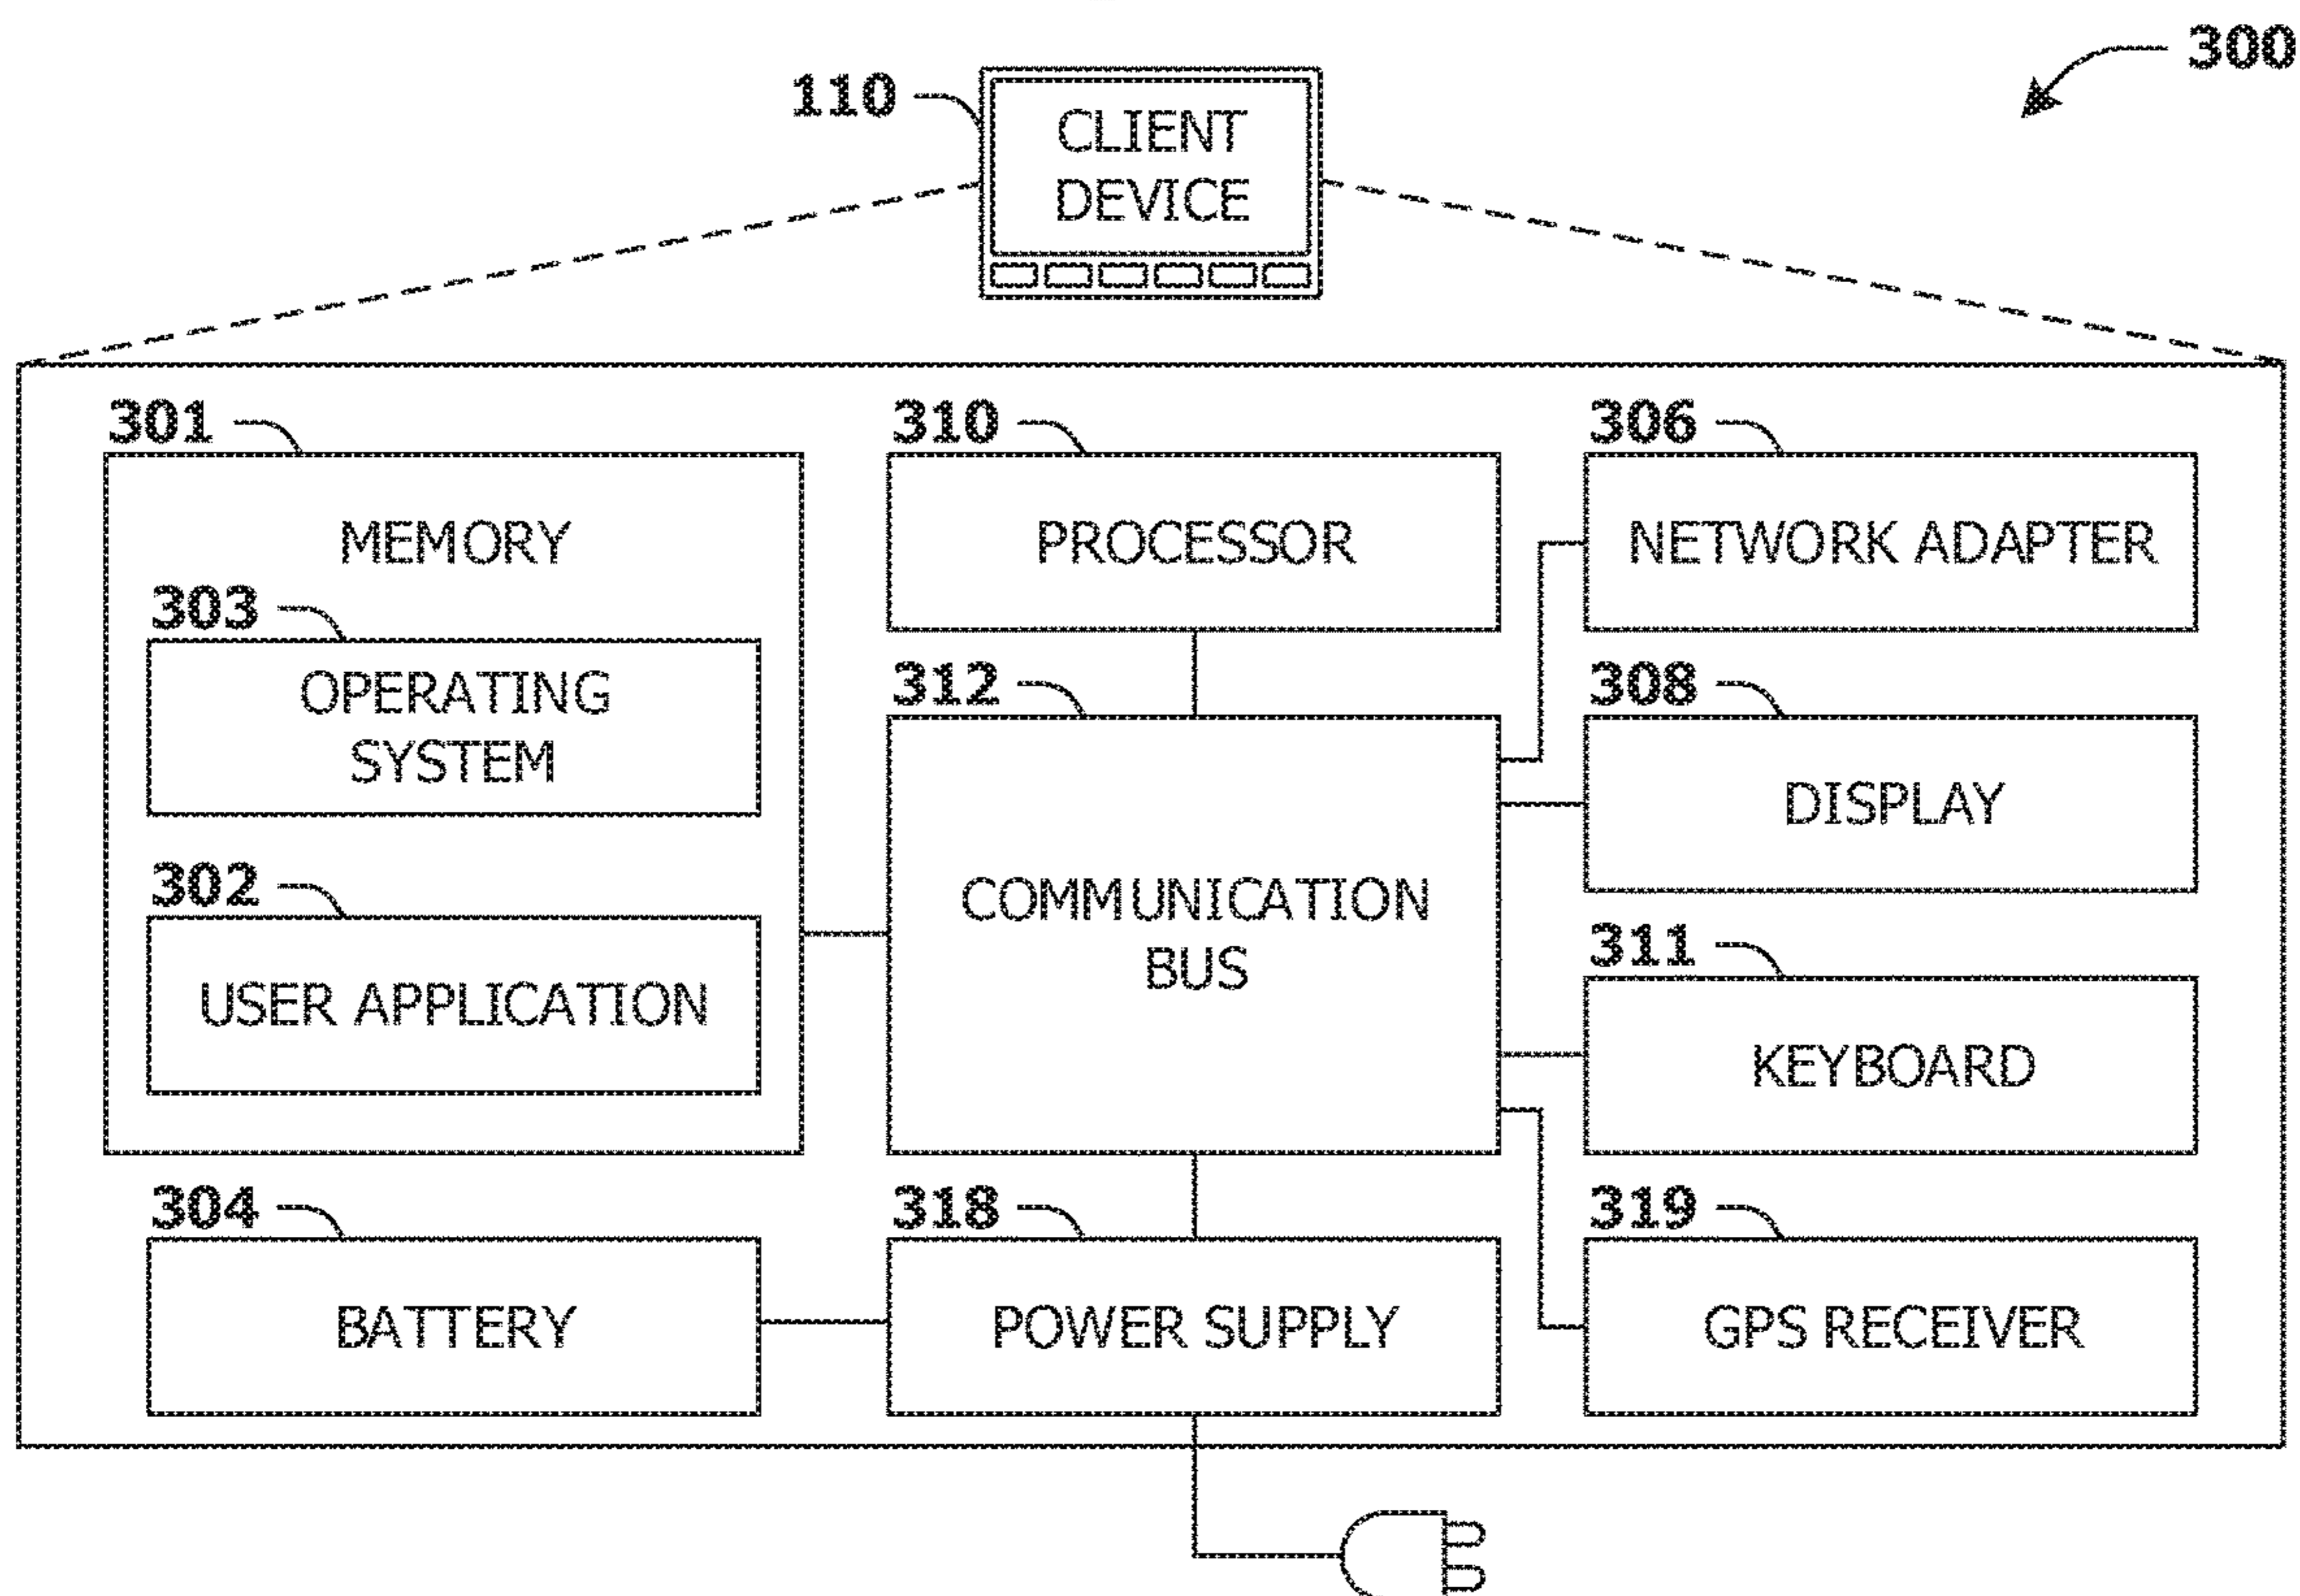 300
110
CLIENT
DEVICE
301
310
306
MEMORY
PROCESSOR
NETWORK ADAPTER
303
OPERATING
SYSTEM
312
308
COMMUNICATION
BUS
DISPLAY
302
USER APPLICATION
311
KEYBOARD
304
318
319
BATTERY
POWER SUPPLY
GPS RECEIVER